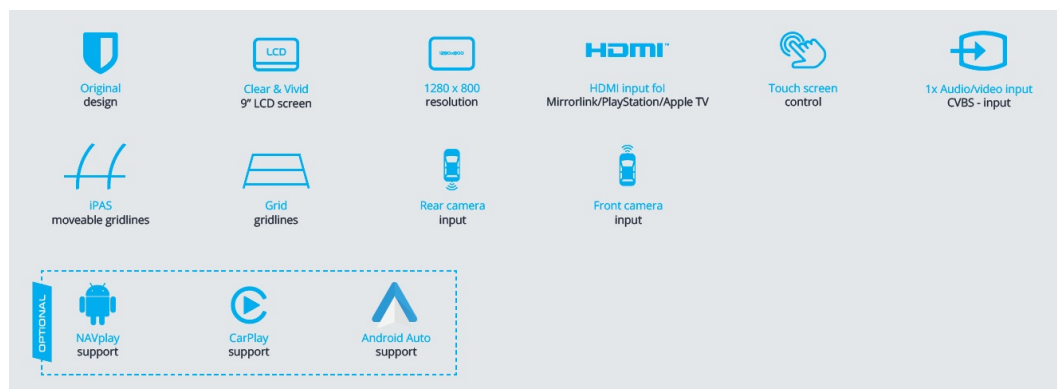 LCD
1280x800
HDMI™
Original
design
Clear & Vivid
9" LCD screen
1280 x 800
resolution
HDMI input fol
Mirrorlink/PlayStation/Apple TV
Touch screen
control
1x Audio/video input
CVBS - input
iPAS
moveable gridlines
Grid
gridlines
Rear camera
input
Front camera
input
OPTIONAL
NAVplay
support
CarPlay
support
Android Auto
support